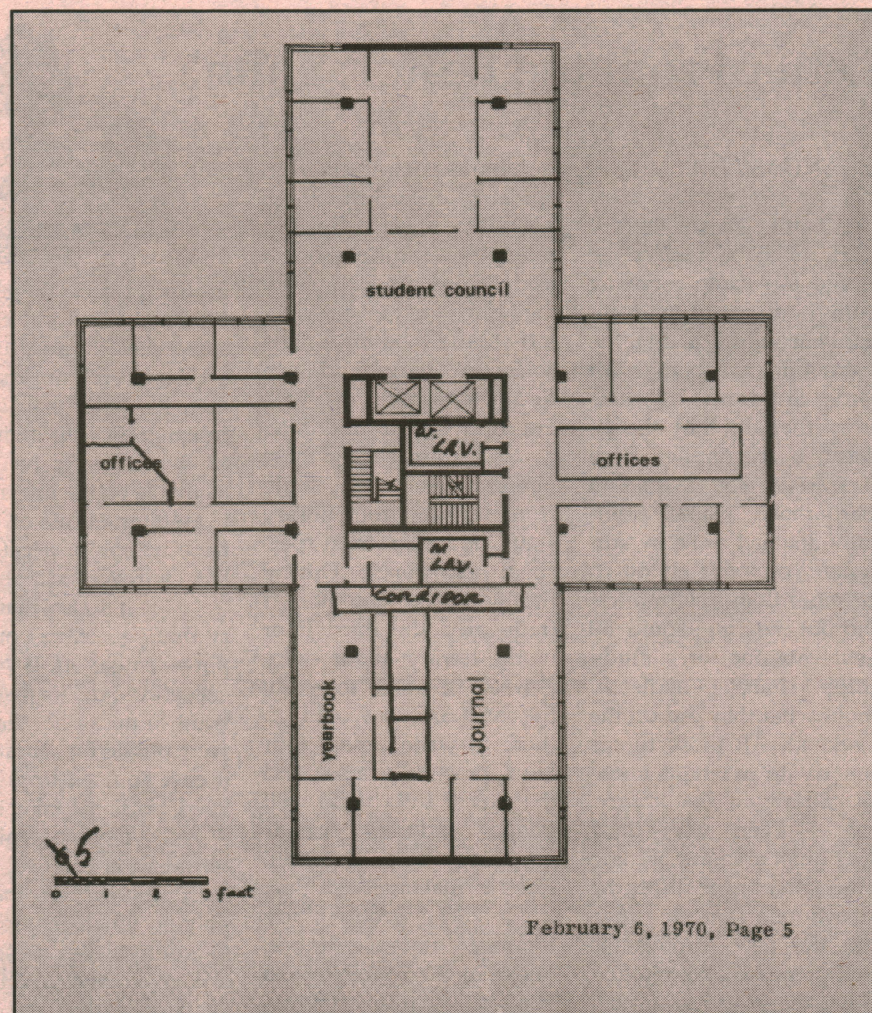 student council
W.
LAV.
offices
offices
M
LAV.
CORRIDOR
yearbook
Journal
5
0 1 2 3 feet
February 6, 1970, Page 5